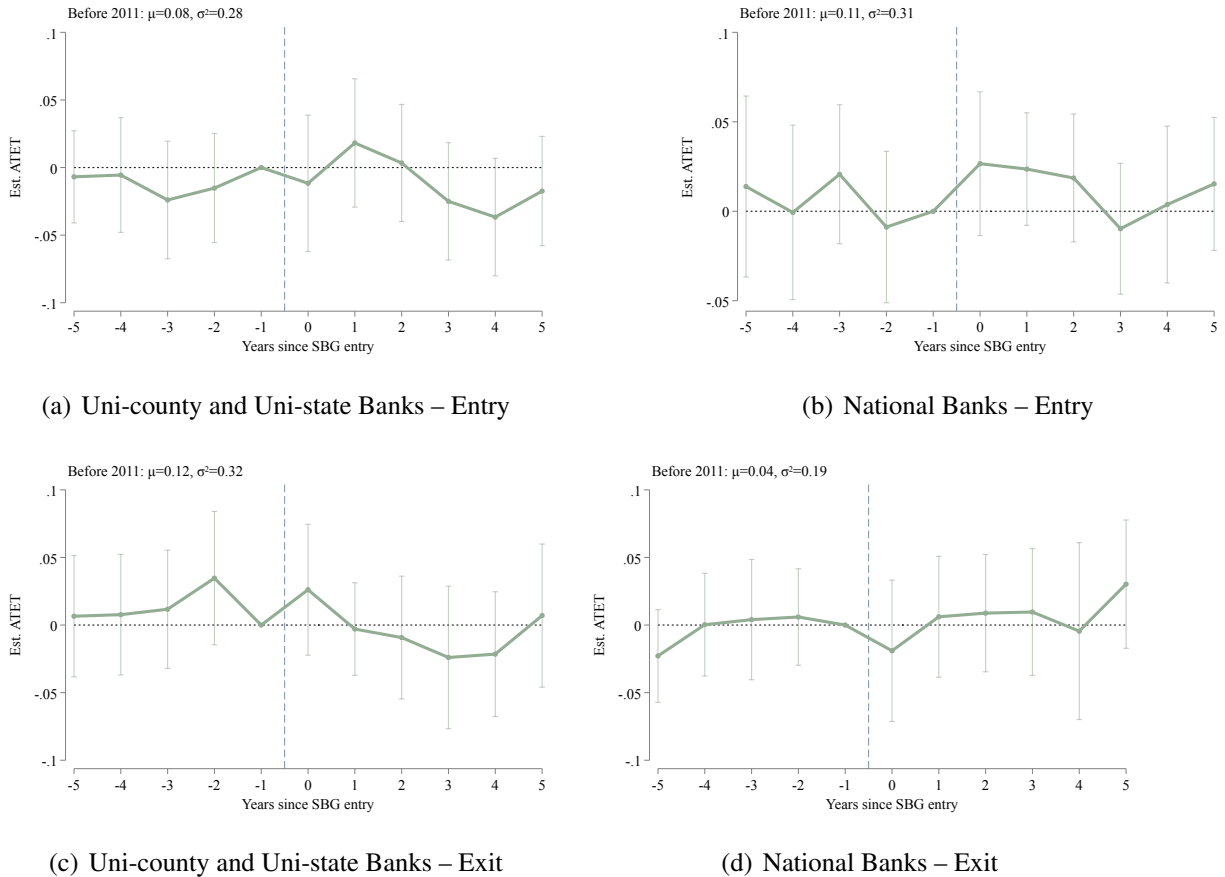 Before 2011: μ=0.08, σ²=0.28
.1
.05
0
-.05
-.1
Est. ATET
-5 -4 -3 -2 -1 0 1 2 3 4 5
Years since SBG entry
(a) Uni-county and Uni-state Banks – Entry
Before 2011: μ=0.11, σ²=0.31
.1
.05
0
-.05
Est. ATET
-5 -4 -3 -2 -1 0 1 2 3 4 5
Years since SBG entry
(b) National Banks – Entry
Before 2011: μ=0.12, σ²=0.32
.1
.05
0
-.05
-.1
Est. ATET
-5 -4 -3 -2 -1 0 1 2 3 4 5
Years since SBG entry
(c) Uni-county and Uni-state Banks – Exit
Before 2011: μ=0.04, σ²=0.19
.1
.05
0
-.05
-.1
Est. ATET
-5 -4 -3 -2 -1 0 1 2 3 4 5
Years since SBG entry
(d) National Banks – Exit